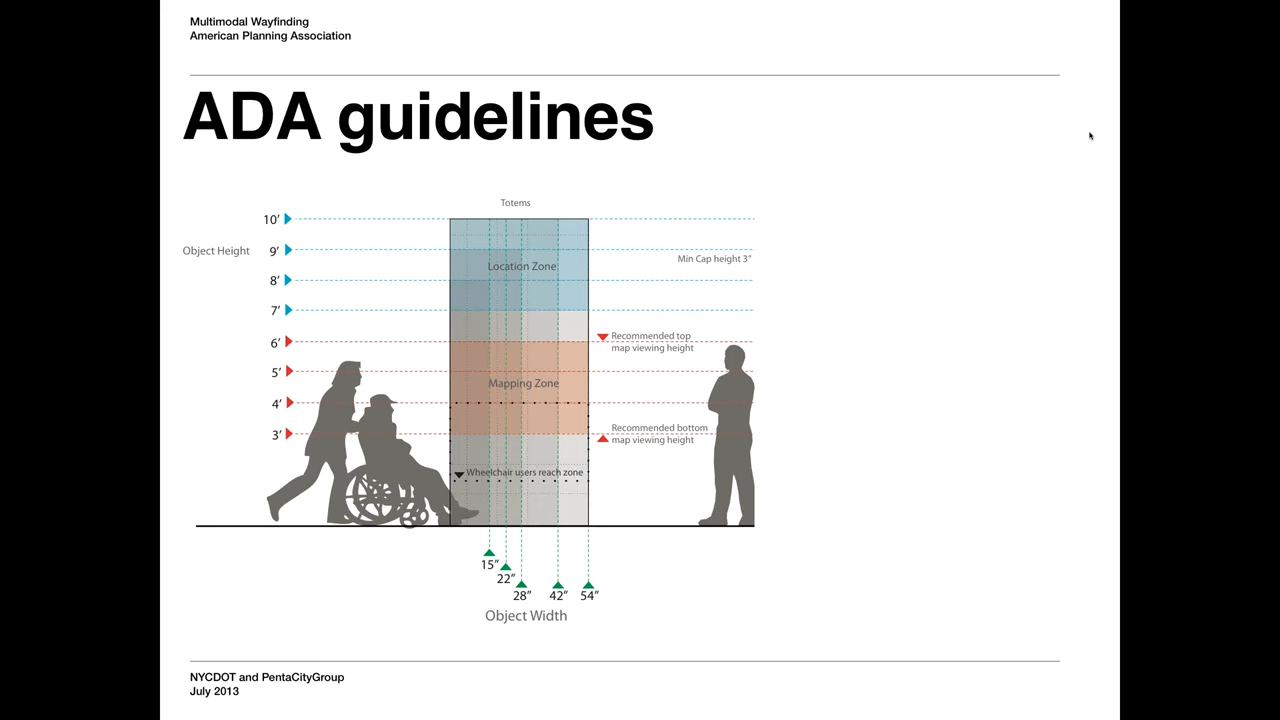 Multimodal Wayfinding
American Planning Association
ADA guidelines
Totems
10’
Object Height
9’
Min Cap height 3”
Location Zone
8’
7’
Recommended top
map viewing height
6’
5’
Mapping Zone
4’
Recommended bottom
map viewing height
3’
Wheelchair users reach zone
15”
22”
28”
42”
54”
Object Width
NYCDOT and PentaCityGroup
July 2013